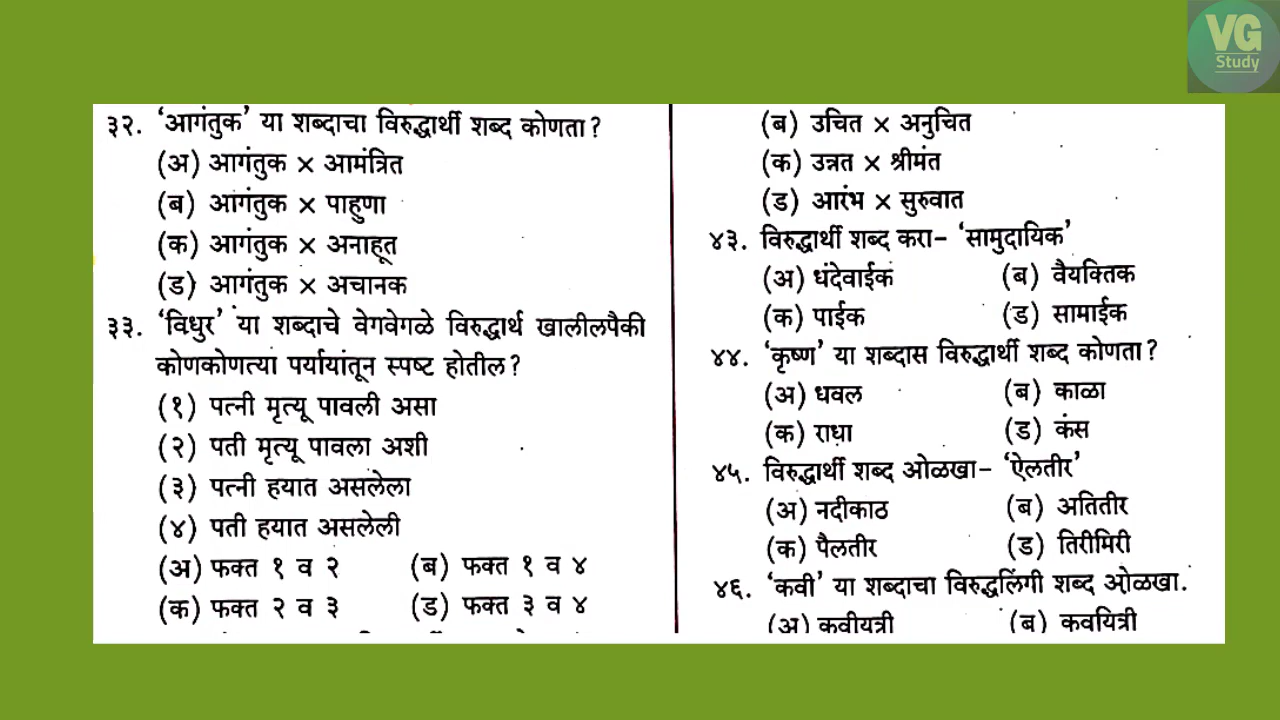 VG
Study
३२. ‘आगंतुक’ या शब्दाचा विरुद्धार्थी शब्द कोणता?
(अ) आगंतुक × आमंत्रित
(ब) आगंतुक × पाहुणा
(क) आगंतुक × अनाहूत
(ड) आगंतुक × अचानक
३३. ‘विधुर’ या शब्दाचे वेगवेगळे विरुद्धार्थ खालीलपैकी
कोणकोणत्या पर्यायांतून स्पष्ट होतील?
(१) पत्नी मृत्यू पावली असा
(२) पती मृत्यू पावला अशी
(३) पत्नी हयात असलेला
(४) पती हयात असलेली
(अ) फक्त १ व २ (ब) फक्त १ व ४
(क) फक्त २ व ३ (ड) फक्त ३ व ४
(ब) उचित × अनुचित
(क) उन्नत × श्रीमंत
(ड) आरंभ × सुरुवात
४३. विरुद्धार्थी शब्द करा– ‘सामुदायिक’
(अ) धंदेवाईक (ब) वैयक्तिक
(क) पाईक (ड) सामाईक
४४. ‘कृष्ण’ या शब्दास विरुद्धार्थी शब्द कोणता?
(अ) धवल (ब) काळा
(क) राधा (ड) कंस
४५. विरुद्धार्थी शब्द ओळखा– ‘ऐलतीर’
(अ) नदीकाठ (ब) अतितीर
(क) पैलतीर (ड) तिरीमिरी
४६. ‘कवी’ या शब्दाचा विरुद्धलिंगी शब्द ओळखा.
(अ) कवीयत्री (ब) कवयित्री